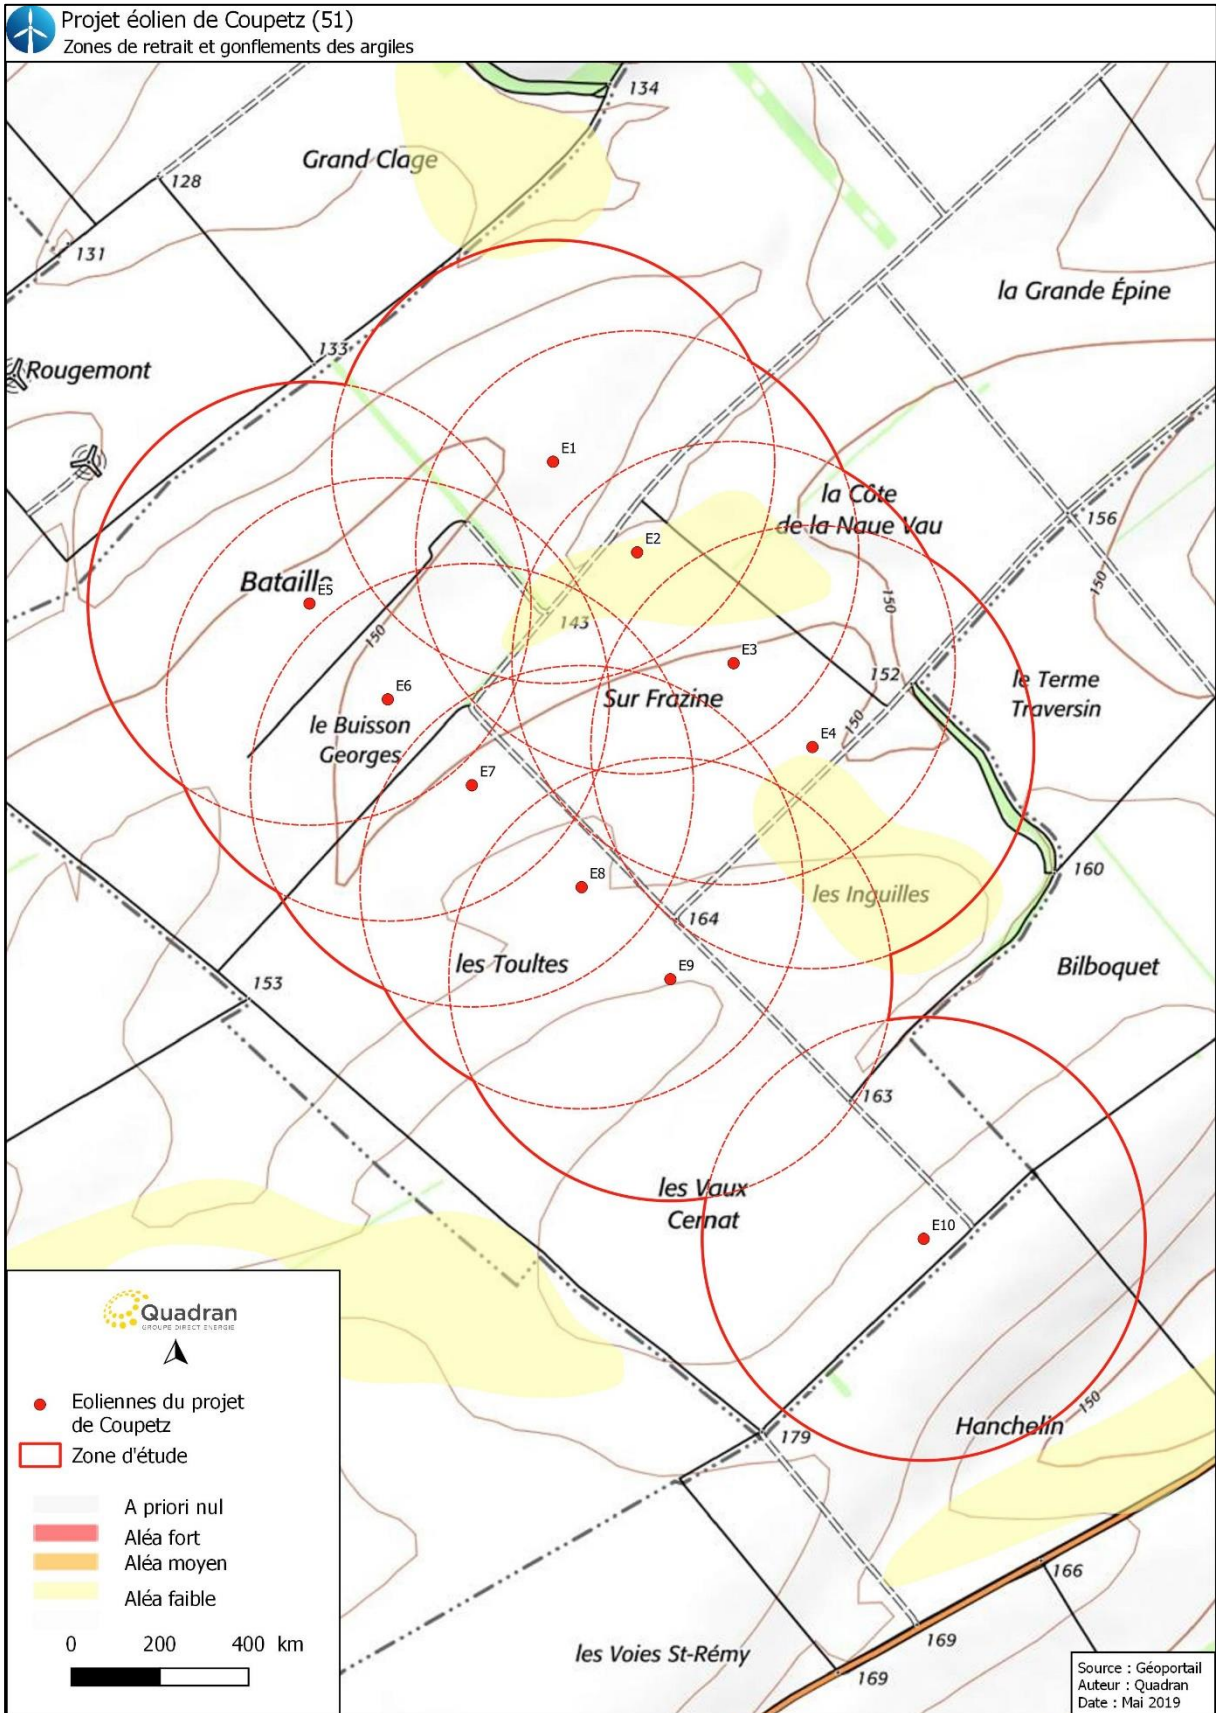 Projet éolien de Coupetz (51)
Zones de retrait et gonflements des argiles
134
Grand Clage
128
131
la Grande Épine
133
Rougemont
E1
la Côte
de la Naue Vau
156
E2
150
Bataille
E5
150
143
150
E3
152
le Terme
Traversin
E6
Sur Frazine
le Buisson
Georges
150
E4
E7
160
E8
les Inguilles
164
les Toultes
E9
Bilboquet
153
163
les Vaux
Cernat
E10
Quadran
GROUPE DIRECT ENERGIE
Eoliennes du projet
de Coupetz
Zone d'étude
A priori nul
Aléa fort
Aléa moyen
Aléa faible
0 200 400 km
150
Hanchelin
179
166
169
les Voies St-Rémy
169
Source : Géoportail
Auteur : Quadran
Date : Mai 2019